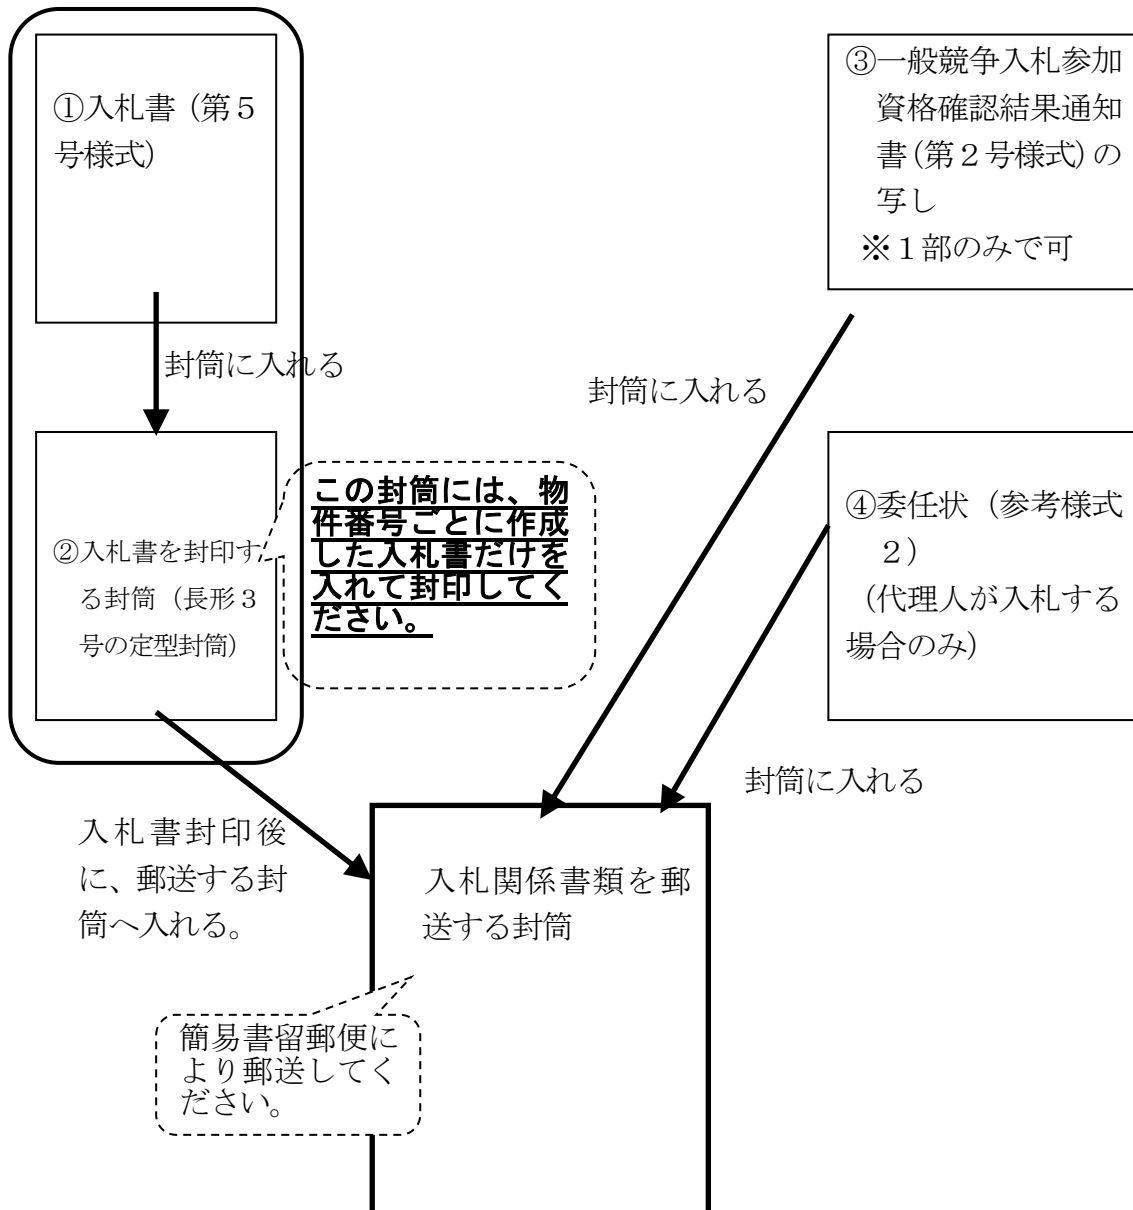 ①入札書（第５
号様式）
封筒に入れる
②入札書を封印す
る封筒（長形３
号の定型封筒）
この封筒には、物
件番号ごとに作成
した入札書だけを
入れて封印してく
ださい。
入札書封印後
に、郵送する封
筒へ入れる。
③一般競争入札参加
資格確認結果通知
書（第２号様式）の
写し
※１部のみで可
封筒に入れる
④委任状（参考様式
２）
（代理人が入札する
場合のみ）
封筒に入れる
入札関係書類を郵
送する封筒
簡易書留郵便に
より郵送してく
ださい。